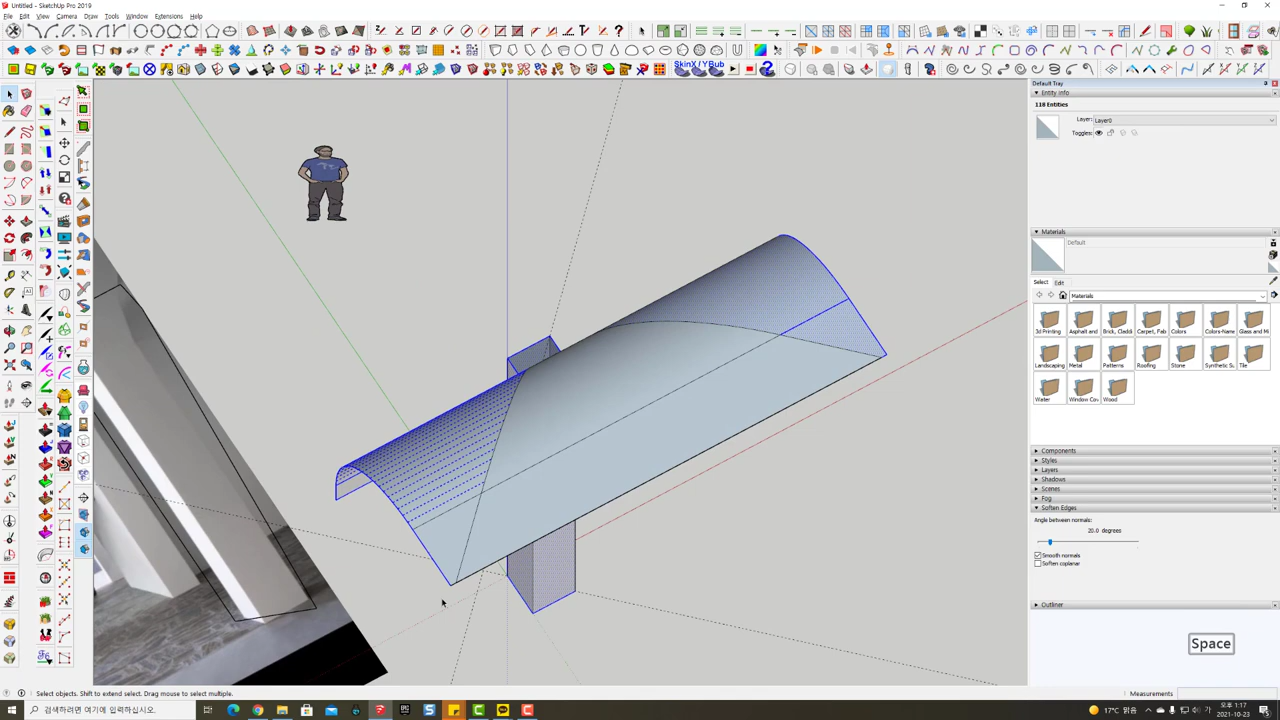 Untitled - SketchUp Pro 2019
File Edit View Camera Draw Tools Window Extensions Help
SkinX / YBub
Default Tray
Entity Info
118 Entities
Layer: Layer0
Toggles:
Materials
Default
Select Edit
Materials
3d Printing Asphalt and Brick, Claddi Carpet, Fab Colors Colors-Name Glass and Mi
Landscaping Metal Patterns Roofing Stone Synthetic Su Tile
Water Window Cov Wood
Components
Styles
Layers
Shadows
Scenes
Fog
Soften Edges
Angle between normals:
20.0 degrees
Smooth normals
Soften coplanar
Outliner
Space
Select objects. Shift to extend select. Drag mouse to select multiple.
Measurements
검색하려면 여기에 입력하십시오.
17°C 맑음
오후 1:17
2021-10-23